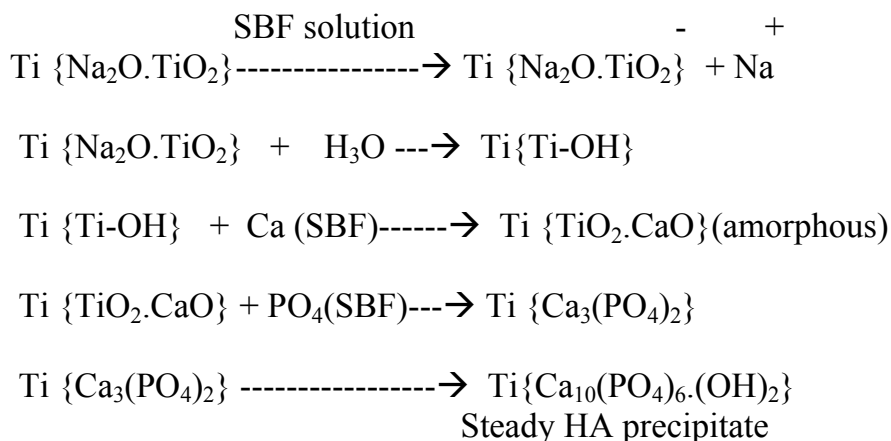 SBF solution - +
Ti {Na₂O.TiO₂}----------------→ Ti {Na₂O.TiO₂} + Na
Ti {Na₂O.TiO₂} + H₃O ---→ Ti{Ti-OH}
Ti {Ti-OH} + Ca (SBF)------→ Ti {TiO₂.CaO}(amorphous)
Ti {TiO₂.CaO} + PO₄(SBF)---→ Ti {Ca₃(PO₄)₂}
Ti {Ca₃(PO₄)₂} -----------------→ Ti{Ca₁₀(PO₄)₆.(OH)₂}
Steady HA precipitate